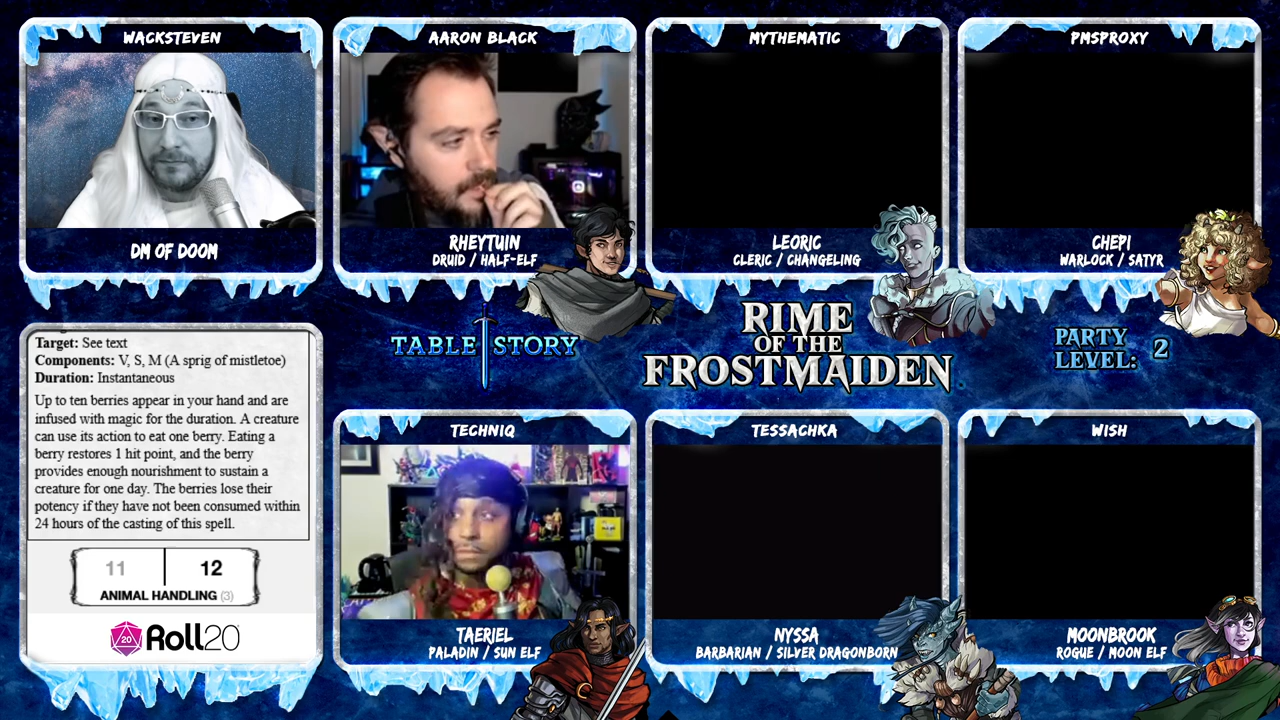 WACKSTEVEN
AARON BLACK
MYTHEMATIC
PMSPROXY
DM OF DOOM
RHEYTUIN
DRUID / HALF-ELF
LEORIC
CLERIC / CHANGELING
CHEPI
WARLOCK / SATYR
TABLE STORY
RIME
OF THE
FROSTMAIDEN
PARTY
LEVEL: 2
Target: See text
Components: V, S, M (A sprig of mistletoe)
Duration: Instantaneous
Up to ten berries appear in your hand and are
infused with magic for the duration. A creature
can use its action to eat one berry. Eating a
berry restores 1 hit point, and the berry
provides enough nourishment to sustain a
creature for one day. The berries lose their
potency if they have not been consumed within
24 hours of the casting of this spell.
11 12
ANIMAL HANDLING (3)
20 Roll20
TECHNIQ
TESSACHKA
WISH
TAERIEL
PALADIN / SUN ELF
NYSSA
BARBARIAN / SILVER DRAGONBORN
MOONBROOK
ROGUE / MOON ELF